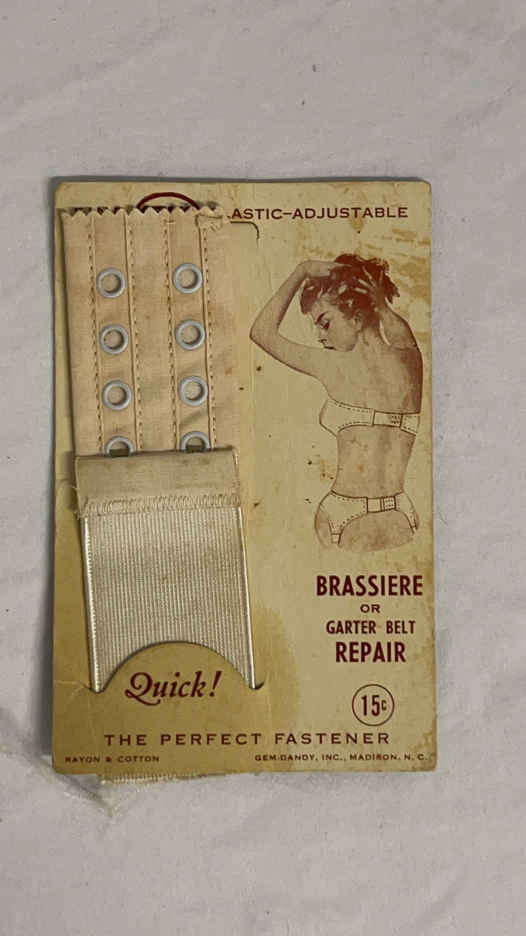 ASTIC–ADJUSTABLE
BRASSIERE
OR
GARTER BELT
REPAIR
15¢
Quick!
THE PERFECT FASTENER
RAYON & COTTON
GEM-DANDY, INC., MADISON, N. C.